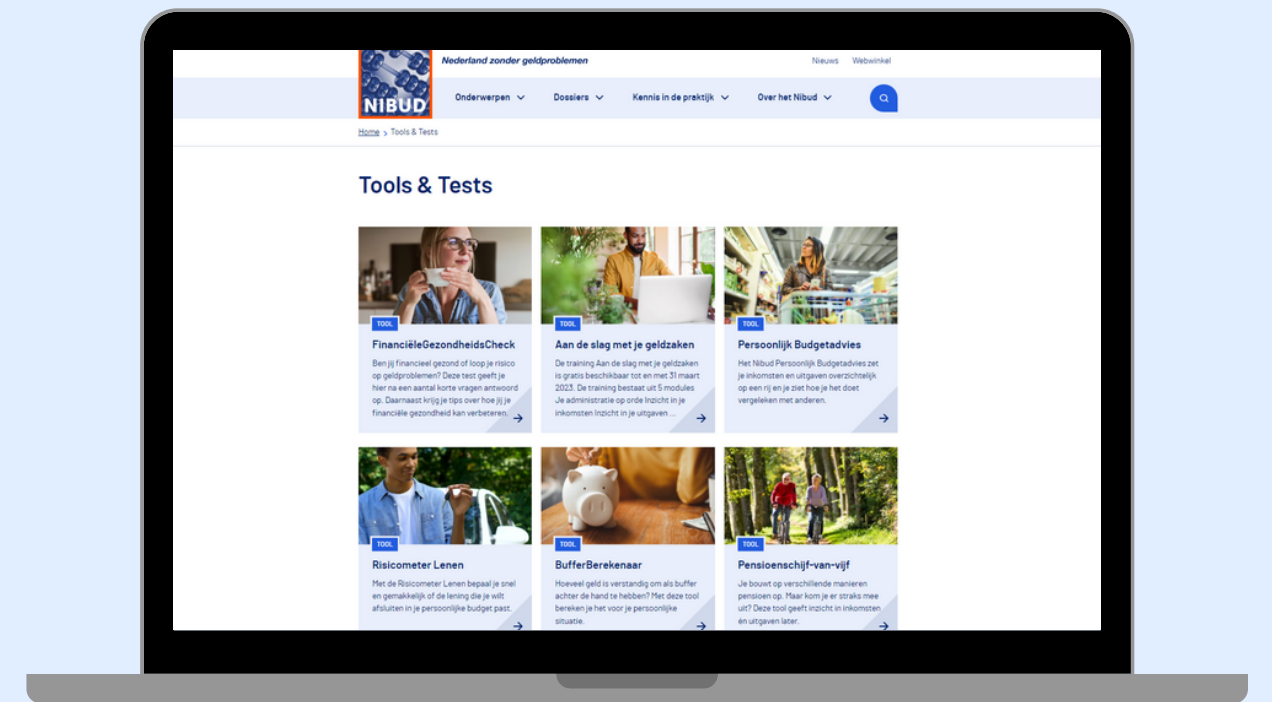 Nederland zonder geldproblemen
Nieuws Webwinkel
NIBUD
Onderwerpen Dossiers Kennis in de praktijk Over het Nibud
Home > Tools & Tests
Tools & Tests
TOOL
FinanciëleGezondheidsCheck
Ben jij financieel gezond of loop je risico
op geldproblemen? Deze test geeft je
hier na een aantal korte vragen antwoord
op. Daarnaast krijg je tips over hoe jij je
financiële gezondheid kan verbeteren.
TOOL
Aan de slag met je geldzaken
De training Aan de slag met je geldzaken
is gratis beschikbaar tot en met 31 maart
2023. De training bestaat uit 5 modules
Je administratie op orde Inzicht in je
inkomsten Inzicht in je uitgaven ...
TOOL
Persoonlijk Budgetadvies
Het Nibud Persoonlijk Budgetadvies zet
je inkomsten en uitgaven overzichtelijk
op een rij en je ziet hoe je het doet
vergeleken met anderen.
TOOL
Risicometer Lenen
Met de Risicometer Lenen bepaal je snel
en gemakkelijk of de lening die je wilt
afsluiten in je persoonlijke budget past.
TOOL
BufferBerekenaar
Hoeveel geld is verstandig om als buffer
achter de hand te hebben? Met deze tool
bereken je het voor je persoonlijke
situatie.
TOOL
Pensioenschijf-van-vijf
Je bouwt op verschillende manieren
pensioen op. Maar kom je er straks mee
uit? Deze tool geeft inzicht in inkomsten
én uitgaven later.